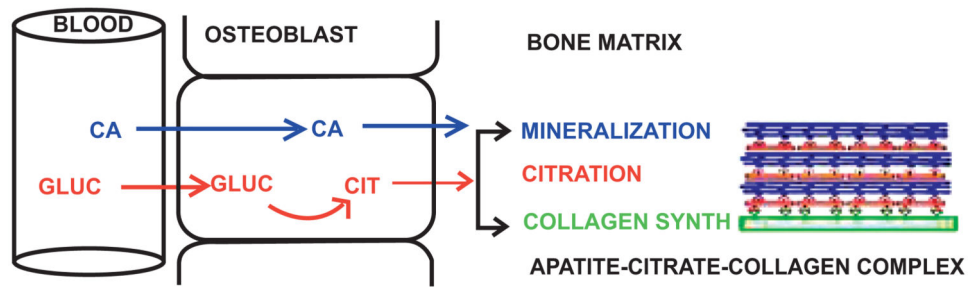 BLOOD
OSTEOBLAST
BONE MATRIX
CA
CA
MINERALIZATION
GLUC
GLUC
CIT
CITRATION
COLLAGEN SYNTH
APATITE-CITRATE-COLLAGEN COMPLEX